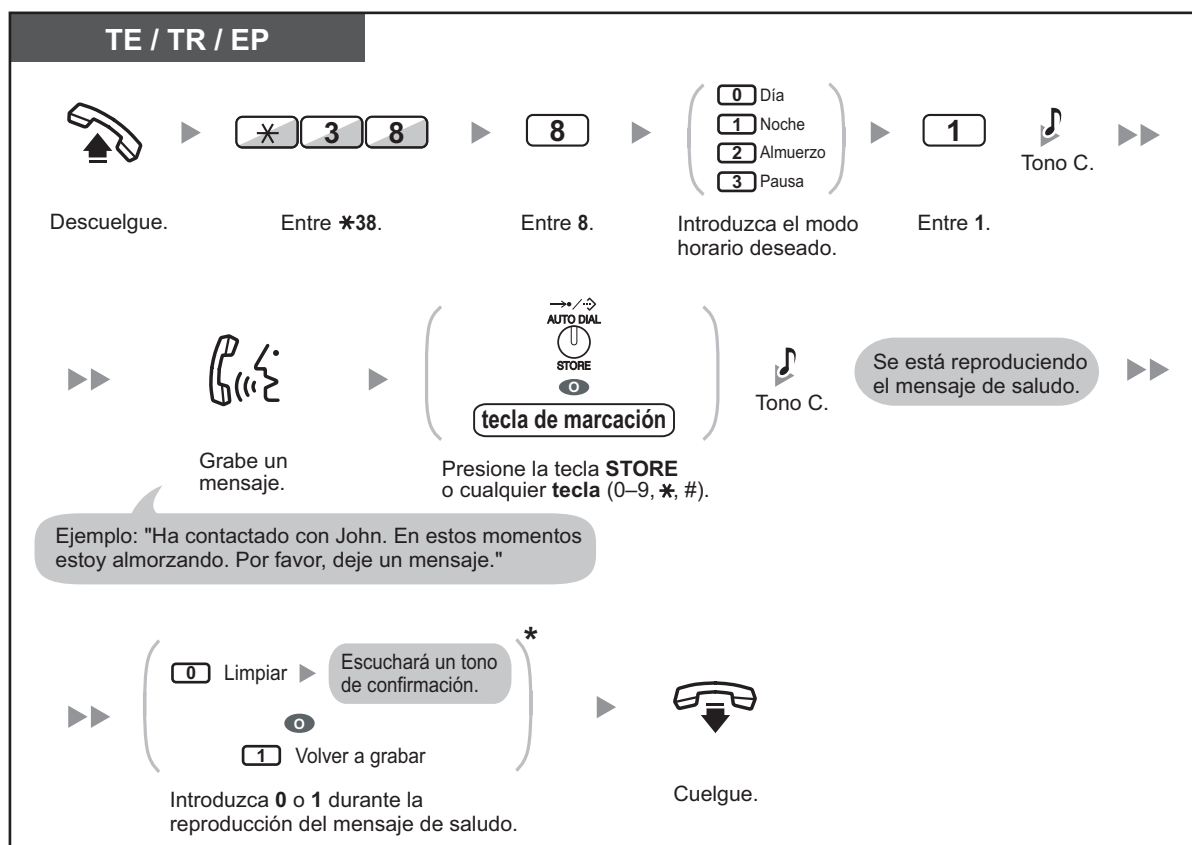 TE / TR / EP
0 Día
1 Noche
2 Almuerzo
3 Pausa
* 3 8
8
1
Tono C.
Descuelgue.
Entre *38.
Entre 8.
Introduzca el modo
horario deseado.
Entre 1.
AUTO DIAL
STORE
O
tecla de marcación
Tono C.
Se está reproduciendo
el mensaje de saludo.
Grabe un
mensaje.
Presione la tecla STORE
o cualquier tecla (0–9, *, #).
Ejemplo: "Ha contactado con John. En estos momentos
estoy almorzando. Por favor, deje un mensaje."
*
0 Limpiar
Escuchará un tono
de confirmación.
O
1 Volver a grabar
Introduzca 0 o 1 durante la
reproducción del mensaje de saludo.
Cuelgue.